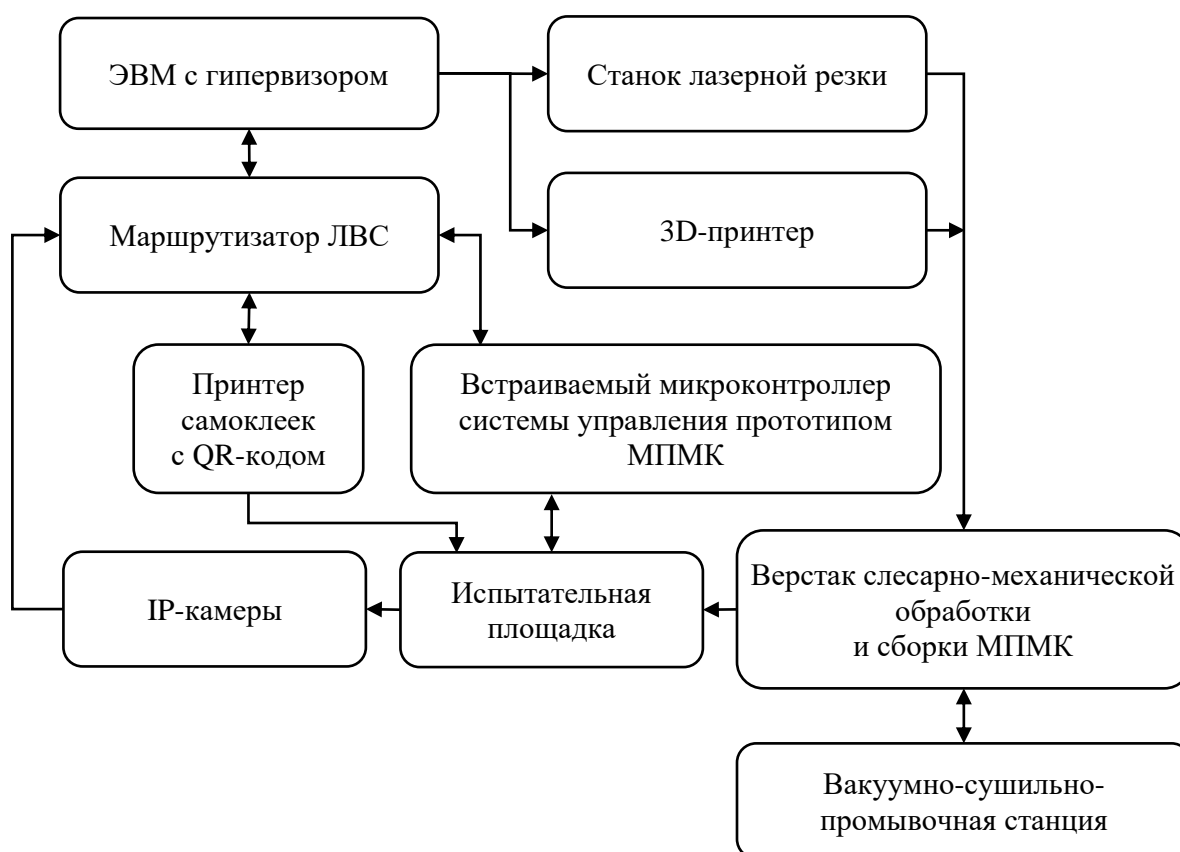 ЭВМ с гипервизором
Станок лазерной резки
Маршрутизатор ЛВС
3D-принтер
Принтер
самоклеек
с QR-кодом
Встраиваемый микроконтроллер
системы управления прототипом
МПМК
IP-камеры
Испытательная
площадка
Верстак слесарно-механической
обработки
и сборки МПМК
Вакуумно-сушильно-
промывочная станция